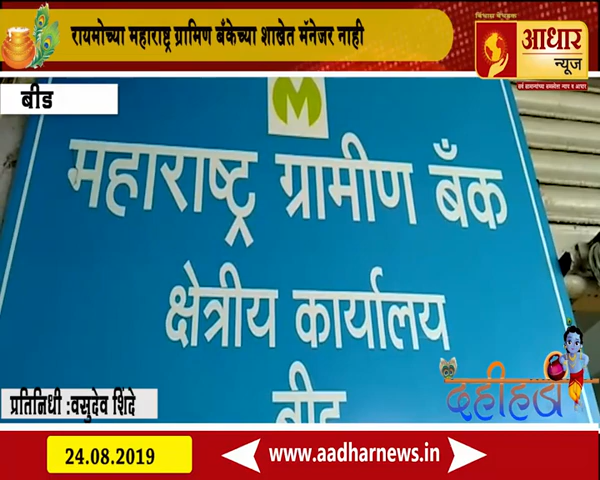 रायमोच्या महाराष्ट्र ग्रामिण बँकेच्या शाखेत मॅनेजर नाही
आधार
न्यूज
बीड
महाराष्ट्र ग्रामीण बँक
क्षेत्रीय कार्यालय
बीड
दहीहंडी
प्रतिनिधी :वसुदेव शिंदे
24.08.2019
www.aadharnews.in